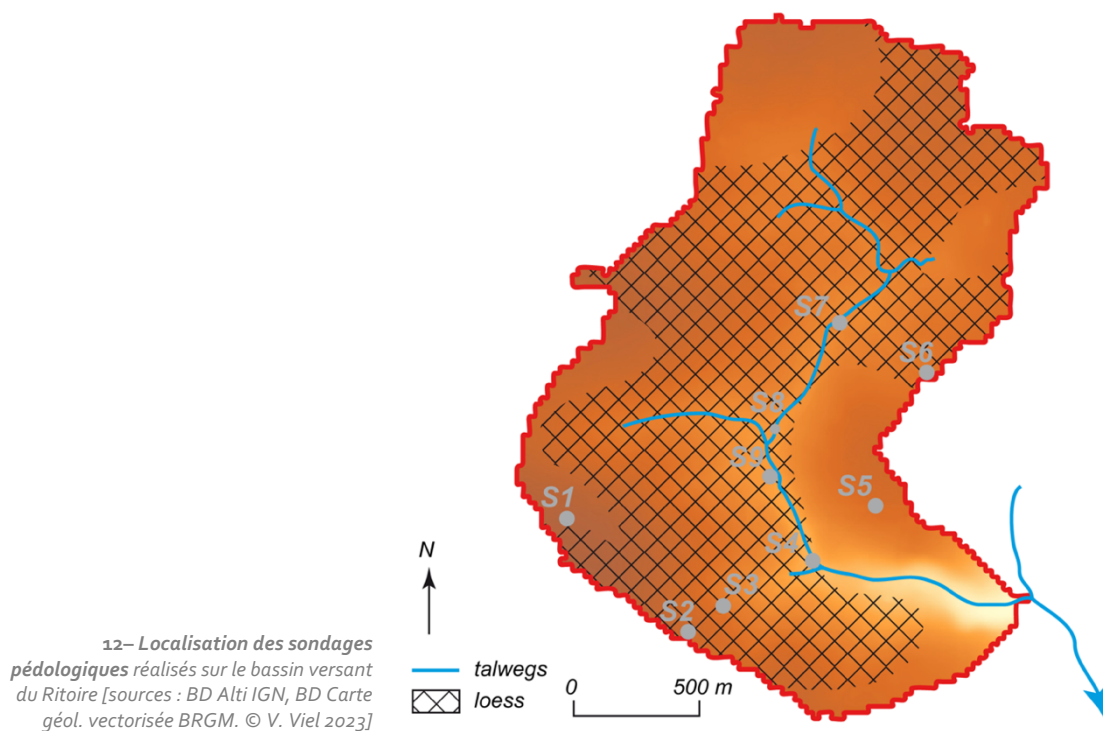 S7
S6
S8
S9
S5
S1
S4
S3
S2
N
talwegs
loess
0 500 m
12– Localisation des sondages
pédologiques réalisés sur le bassin versant
du Ritoire [sources : BD Alti IGN, BD Carte
géol. vectorisée BRGM. © V. Viel 2023]